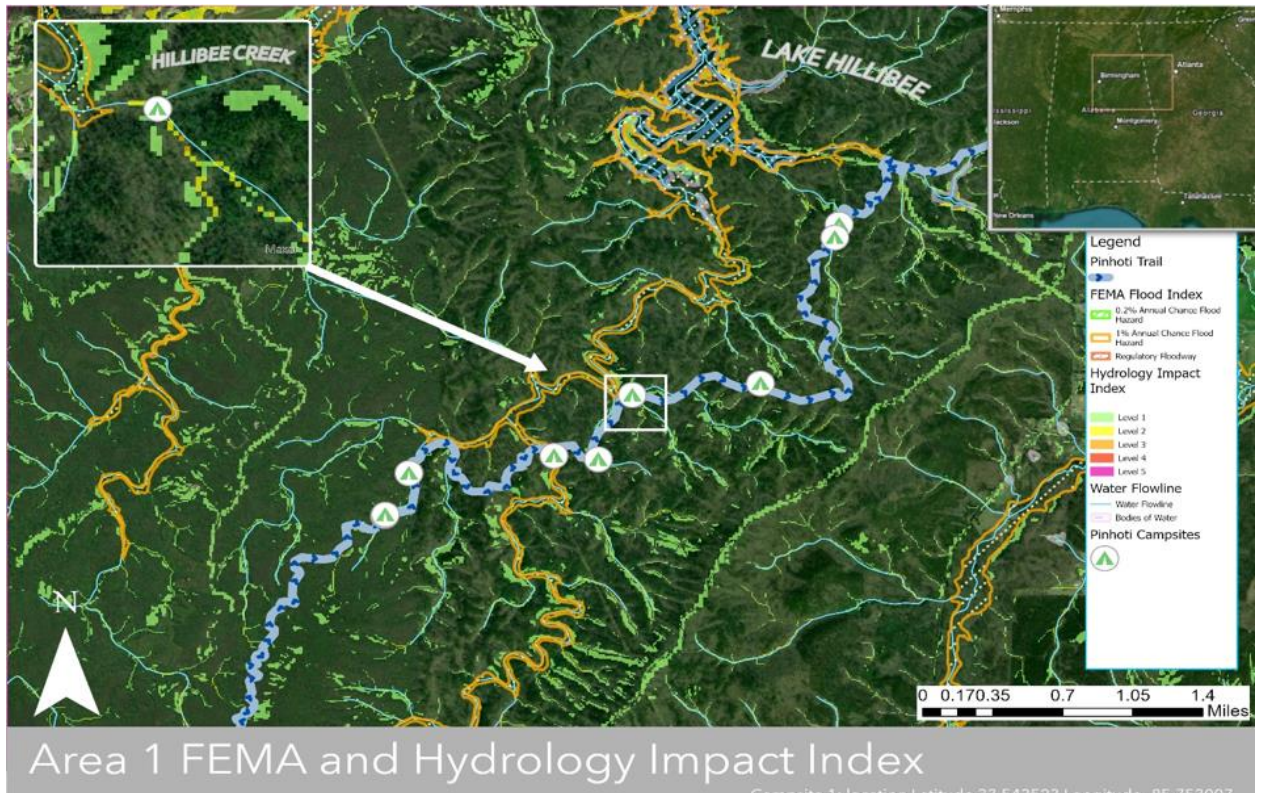 HILLIBEE CREEK
Maxar
LAKE HILLIBEE
Memphis
Birmingham
Atlanta
Alabama
Georgia
Montgomery
Jackson
Tallahassee
New Orleans
Legend
Pinhoti Trail
FEMA Flood Index
0.2% Annual Chance Flood
Hazard
1% Annual Chance Flood
Hazard
Regulatory Floodway
Hydrology Impact
Index
Level 1
Level 2
Level 3
Level 4
Level 5
Water Flowline
Water Flowline
Bodies of Water
Pinhoti Campsites
N
0 0.170.35 0.7 1.05 1.4
Miles
Area 1 FEMA and Hydrology Impact Index